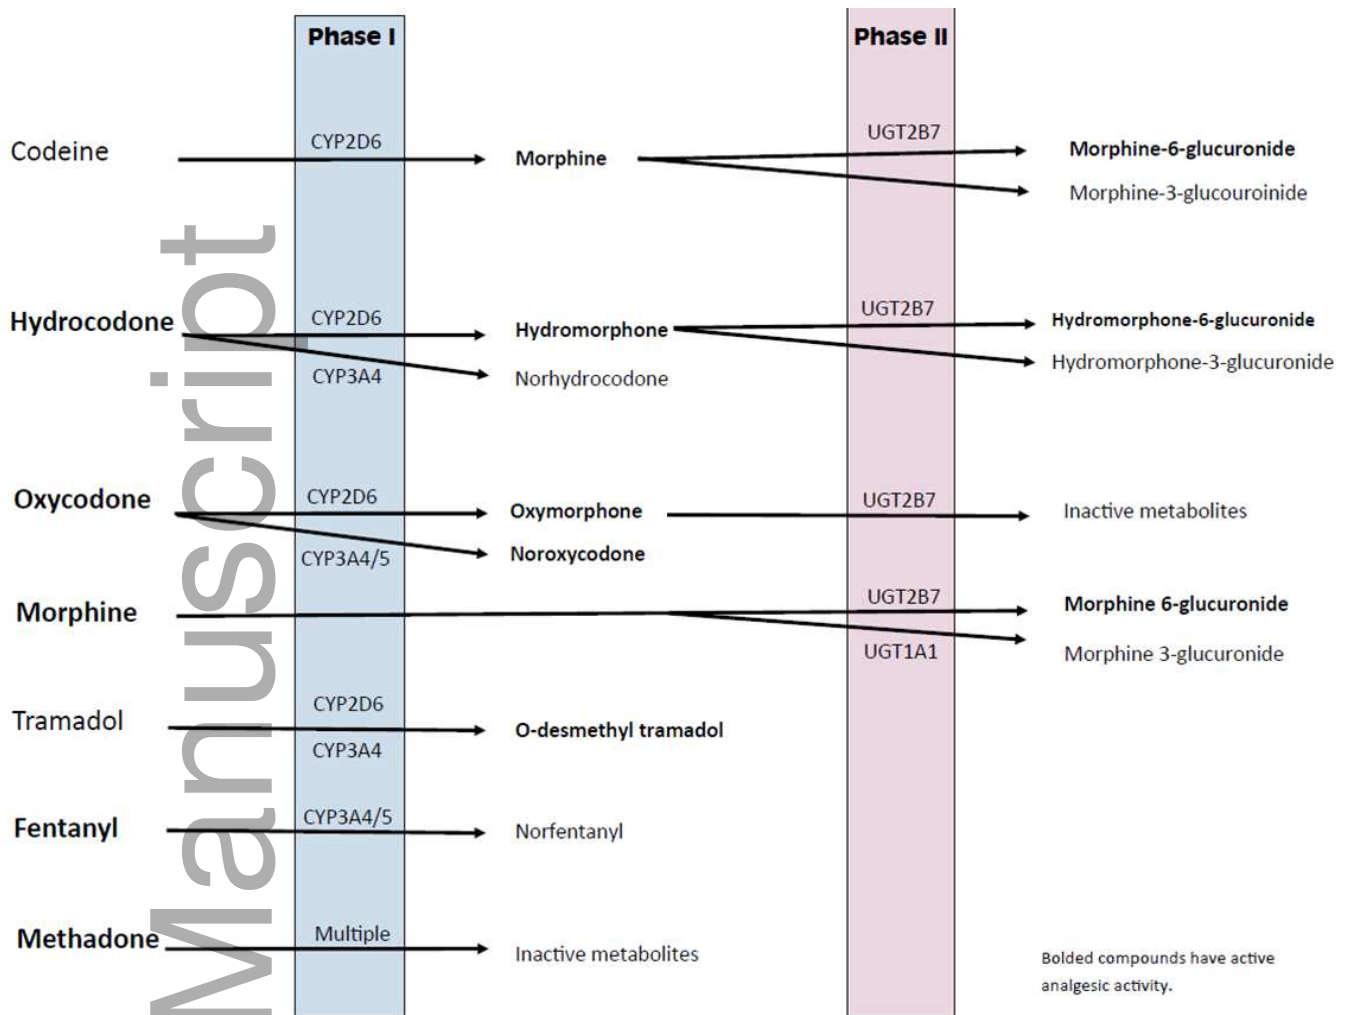 Phase I
Phase II
Codeine
CYP2D6
Morphine
UGT2B7
Morphine-6-glucuronide
Morphine-3-glucouroinide
Hydrocodone
CYP2D6
CYP3A4
Hydromorphone
Norhydrocodone
UGT2B7
Hydromorphone-6-glucuronide
Hydromorphone-3-glucuronide
Oxycodone
CYP2D6
CYP3A4/5
Oxymorphone
Noroxycodone
UGT2B7
Inactive metabolites
Morphine
UGT2B7
UGT1A1
Morphine 6-glucuronide
Morphine 3-glucuronide
Tramadol
CYP2D6
CYP3A4
O-desmethyl tramadol
Fentanyl
CYP3A4/5
Norfentanyl
Methadone
Multiple
Inactive metabolites
Bolded compounds have active
analgesic activity.
Manuscript